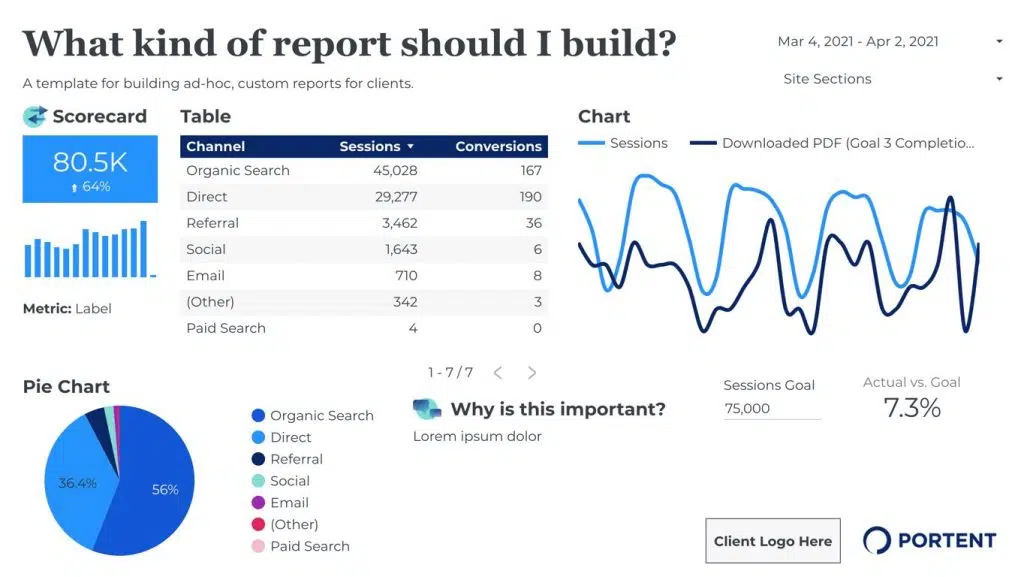 What kind of report should I build?
A template for building ad-hoc, custom reports for clients.
Mar 4, 2021 - Apr 2, 2021
Site Sections
Scorecard
80.5K
64%
Metric: Label
Table
Channel Sessions Conversions
Organic Search 45,028 167
Direct 29,277 190
Referral 3,462 36
Social 1,643 6
Email 710 8
(Other) 342 3
Paid Search 4 0
1 - 7 / 7
Chart
Sessions Downloaded PDF (Goal 3 Completio...
Pie Chart
36.4%
56%
Organic Search
Direct
Referral
Social
Email
(Other)
Paid Search
Why is this important?
Lorem ipsum dolor
Sessions Goal
75,000
Actual vs. Goal
7.3%
Client Logo Here
PORTENT